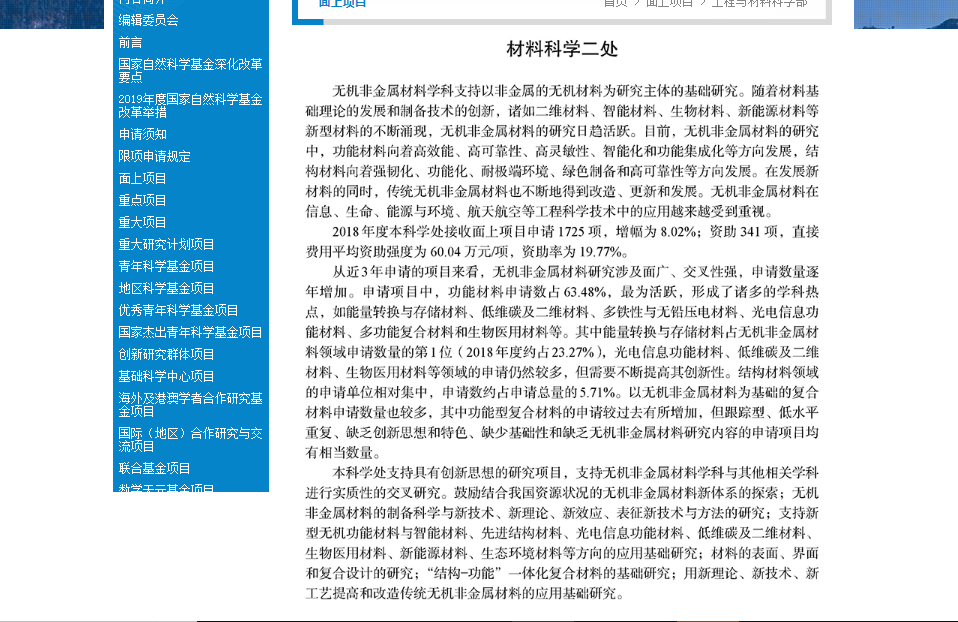 面上项目
首页 > 面上项目 > 工程与材料科学部
内容简介
编辑委员会
前言
国家自然科学基金深化改革
要点
2019年度国家自然科学基金
改革举措
申请须知
限项申请规定
面上项目
重点项目
重大项目
重大研究计划项目
青年科学基金项目
地区科学基金项目
优秀青年科学基金项目
国家杰出青年科学基金项目
创新研究群体项目
基础科学中心项目
海外及港澳学者合作研究基
金项目
国际（地区）合作研究与交
流项目
联合基金项目
数学天元基金项目
材料科学二处
无机非金属材料学科支持以非金属的无机材料为研究主体的基础研究。随着材料基
础理论的发展和制备技术的创新，诸如二维材料、智能材料、生物材料、新能源材料等
新型材料的不断涌现，无机非金属材料的研究日趋活跃。目前，无机非金属材料的研究
中，功能材料向着高效能、高可靠性、高灵敏性、智能化和功能集成化等方向发展，结
构材料向着强韧化、功能化、耐极端环境、绿色制备和高可靠性等方向发展。在发展新
材料的同时，传统无机非金属材料也不断地得到改造、更新和发展。无机非金属材料在
信息、生命、能源与环境、航天航空等工程科学技术中的应用越来越受到重视。
2018 年度本科学处接收面上项目申请 1725 项，增幅为 8.02%；资助 341 项，直接
费用平均资助强度为 60.04 万元/项，资助率为 19.77%。
从近 3 年申请的项目来看，无机非金属材料研究涉及面广、交叉性强，申请数量逐
年增加。申请项目中，功能材料申请数占 63.48%，最为活跃，形成了诸多的学科热
点，如能量转换与存储材料、低维碳及二维材料、多铁性与无铅压电材料、光电信息功
能材料、多功能复合材料和生物医用材料等。其中能量转换与存储材料占无机非金属材
料领域申请数量的第 1 位（2018 年度约占 23.27%），光电信息功能材料、低维碳及二维
材料、生物医用材料等领域的申请仍然较多，但需要不断提高其创新性。结构材料领域
的申请单位相对集中，申请数约占申请总量的 5.71%。以无机非金属材料为基础的复合
材料申请数量也较多，其中功能型复合材料的申请较过去有所增加，但跟踪型、低水平
重复、缺乏创新思想和特色、缺少基础性和缺乏无机非金属材料研究内容的申请项目均
有相当数量。
本科学处支持具有创新思想的研究项目，支持无机非金属材料学科与其他相关学科
进行实质性的交叉研究。鼓励结合我国资源状况的无机非金属材料新体系的探索；无机
非金属材料的制备科学与新技术、新理论、新效应、表征新技术与方法的研究；支持新
型无机功能材料与智能材料、先进结构材料、光电信息功能材料、低维碳及二维材料、
生物医用材料、新能源材料、生态环境材料等方向的应用基础研究；材料的表面、界面
和复合设计的研究；“结构–功能”一体化复合材料的基础研究；用新理论、新技术、新
工艺提高和改造传统无机非金属材料的应用基础研究。